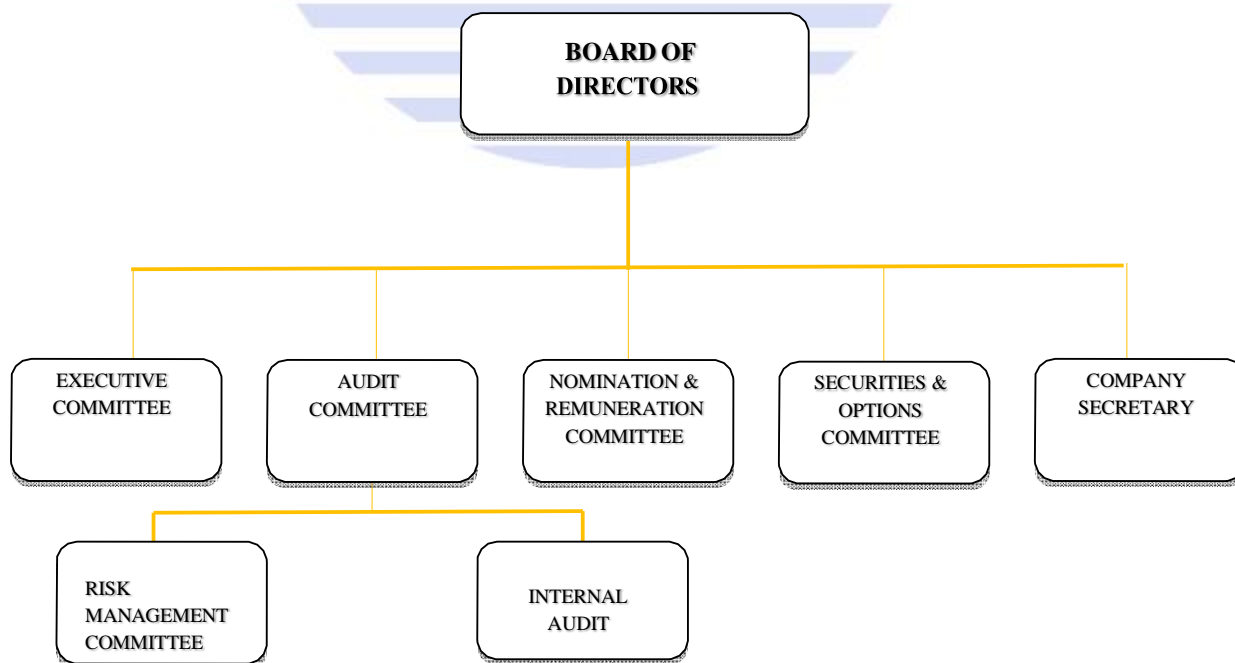 BOARD OF
DIRECTORS
EXECUTIVE
COMMITTEE
AUDIT
COMMITTEE
NOMINATION &
REMUNERATION
COMMITTEE
SECURITIES &
OPTIONS
COMMITTEE
COMPANY
SECRETARY
RISK
MANAGEMENT
COMMITTEE
INTERNAL
AUDIT